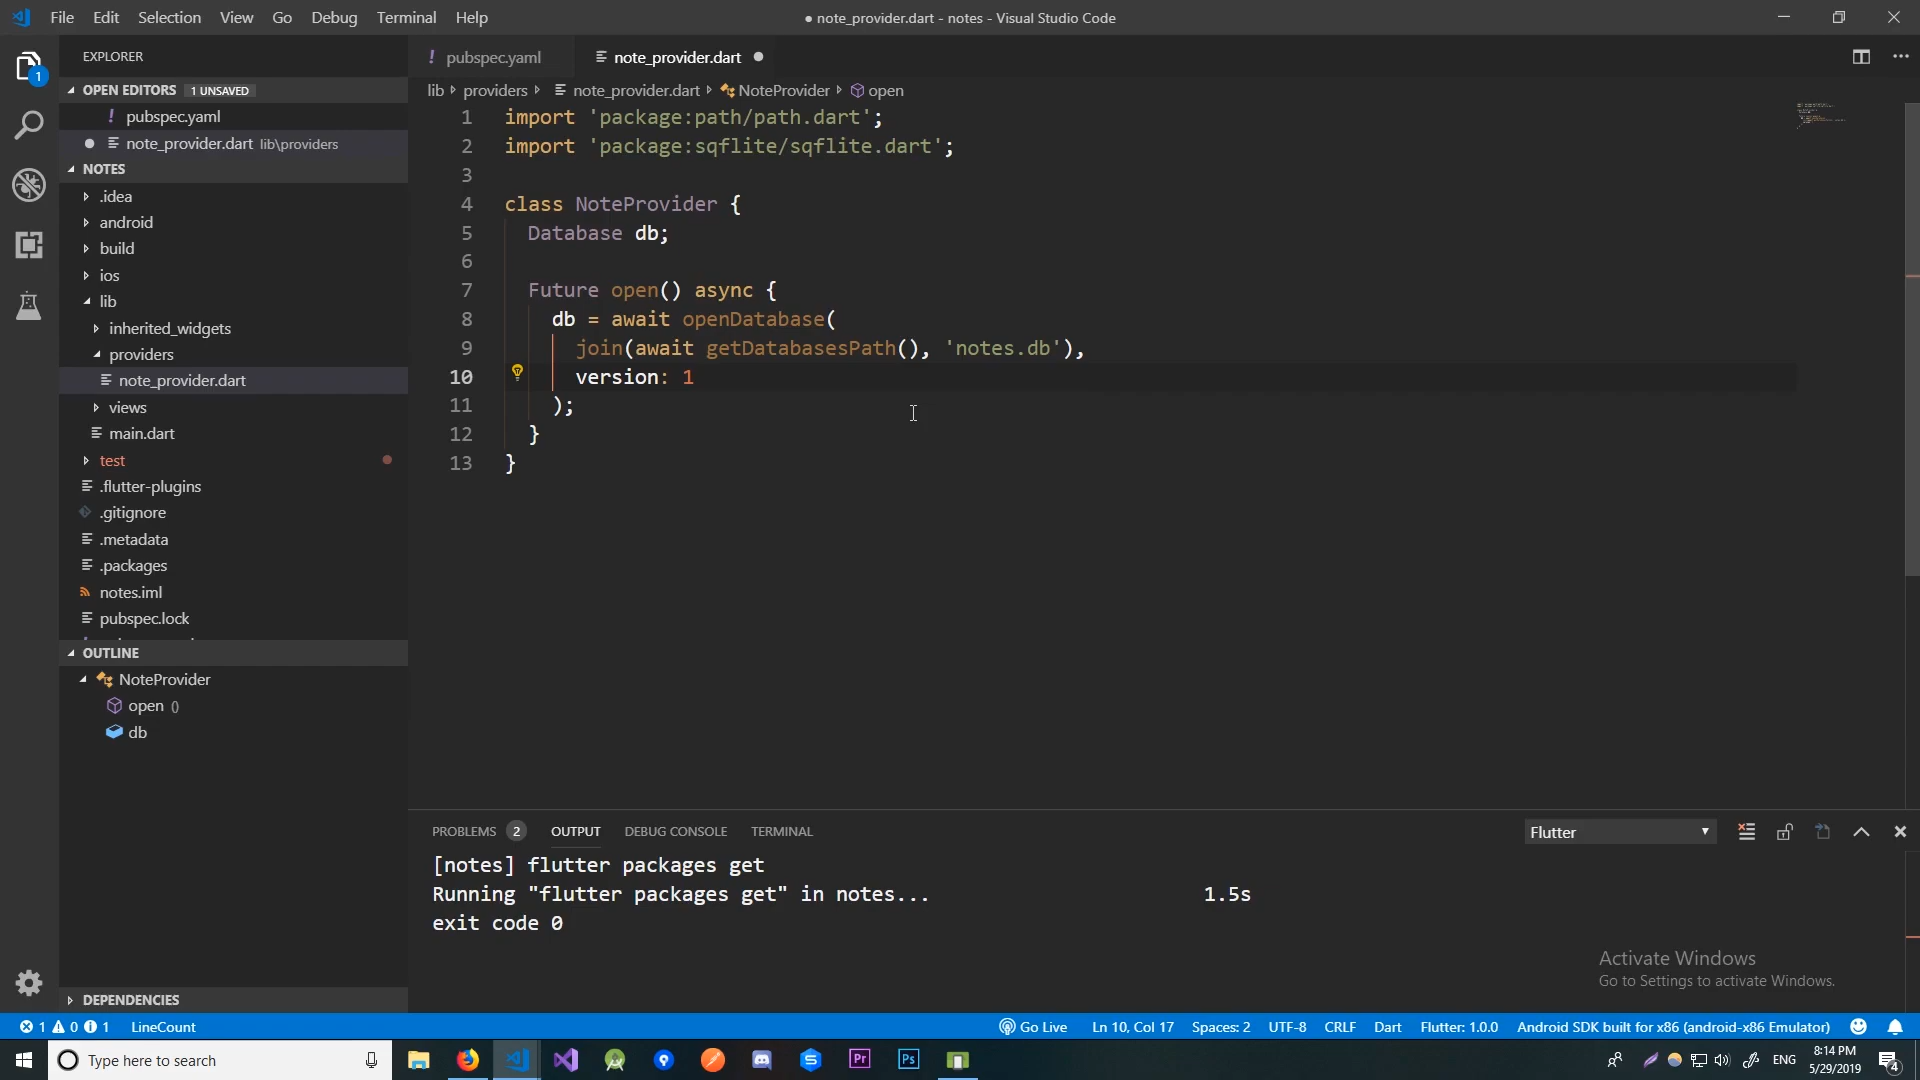 File Edit Selection View Go Debug Terminal Help
● note_provider.dart - notes - Visual Studio Code
EXPLORER
OPEN EDITORS 1 UNSAVED
! pubspec.yaml
note_provider.dart lib\providers
NOTES
.idea
android
build
ios
lib
inherited_widgets
providers
note_provider.dart
views
main.dart
test
.flutter-plugins
.gitignore
.metadata
.packages
notes.iml
pubspec.lock
OUTLINE
NoteProvider
open ()
db
DEPENDENCIES
! pubspec.yaml
note_provider.dart
lib providers note_provider.dart NoteProvider open
1 import 'package:path/path.dart';
2 import 'package:sqflite/sqflite.dart';
3
4 class NoteProvider {
5 Database db;
6
7 Future open() async {
8 db = await openDatabase(
9 join(await getDatabasesPath(), 'notes.db'),
10 version: 1
11 );
12 }
13 }
PROBLEMS 2 OUTPUT DEBUG CONSOLE TERMINAL
Flutter
[notes] flutter packages get
Running "flutter packages get" in notes... 1.5s
exit code 0
Activate Windows
Go to Settings to activate Windows.
1 0 1 LineCount
Go Live Ln 10, Col 17 Spaces: 2 UTF-8 CRLF Dart Flutter: 1.0.0 Android SDK built for x86 (android-x86 Emulator)
Type here to search
Pr Ps
ENG
8:14 PM
5/29/2019
4